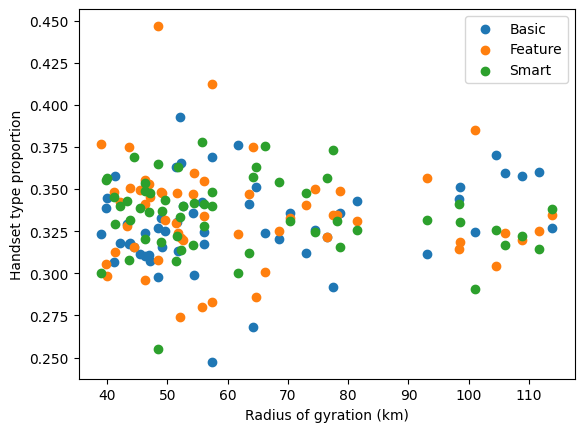 0.450
0.425
0.400
0.375
0.350
0.325
0.300
0.275
0.250
Handset type proportion
40 50 60 70 80 90 100 110
Radius of gyration (km)
Basic
Feature
Smart